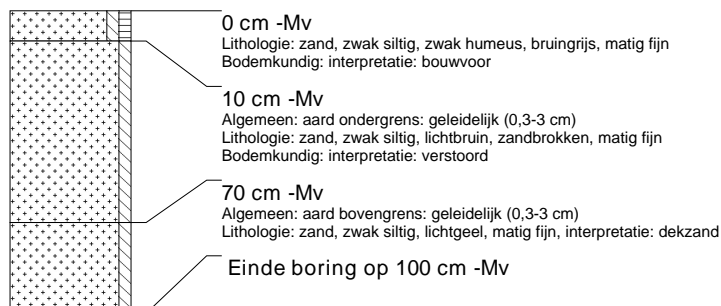 0 cm -Mv
Lithologie: zand, zwak siltig, zwak humeus, bruingrijs, matig fijn
Bodemkundig: interpretatie: bouwvoor
10 cm -Mv
Algemeen: aard ondergrens: geleidelijk (0,3-3 cm)
Lithologie: zand, zwak siltig, lichtbruin, zandbrokken, matig fijn
Bodemkundig: interpretatie: verstoord
70 cm -Mv
Algemeen: aard bovengrens: geleidelijk (0,3-3 cm)
Lithologie: zand, zwak siltig, lichtgeel, matig fijn, interpretatie: dekzand
Einde boring op 100 cm -Mv